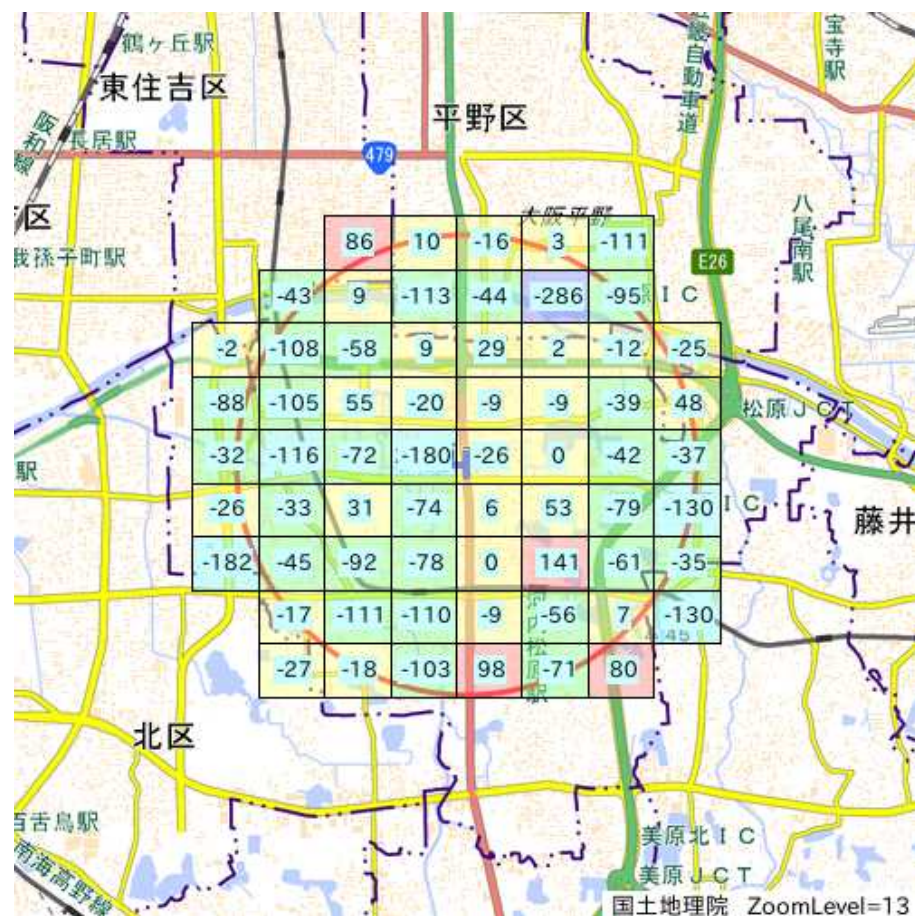 鶴ヶ丘駅
東住吉区
阪和線
長居駅
平野区
479
近畿自動車道
宝寺駅
区
我孫子町駅
大阪平野
八尾南駅
E26
86 10 -16 3 -111
-43 9 -113 -44 -286 -95 IC
-2 -108 -58 9 29 2 -12 -25
-88 -105 55 -20 -9 -9 -39 48
松原JCT
-32 -116 -72 -180 -26 0 -42 -37
駅
-26 -33 31 -74 6 53 -79 -130 IC
藤井
-182 -45 -92 -78 0 141 -61 -35
-17 -111 -110 -9 -56 7 -130
河内松原駅
-27 -18 -103 98 -71 80
北区
百舌鳥駅
南海高野線
美原北IC
美原JCT
国土地理院 ZoomLevel=13